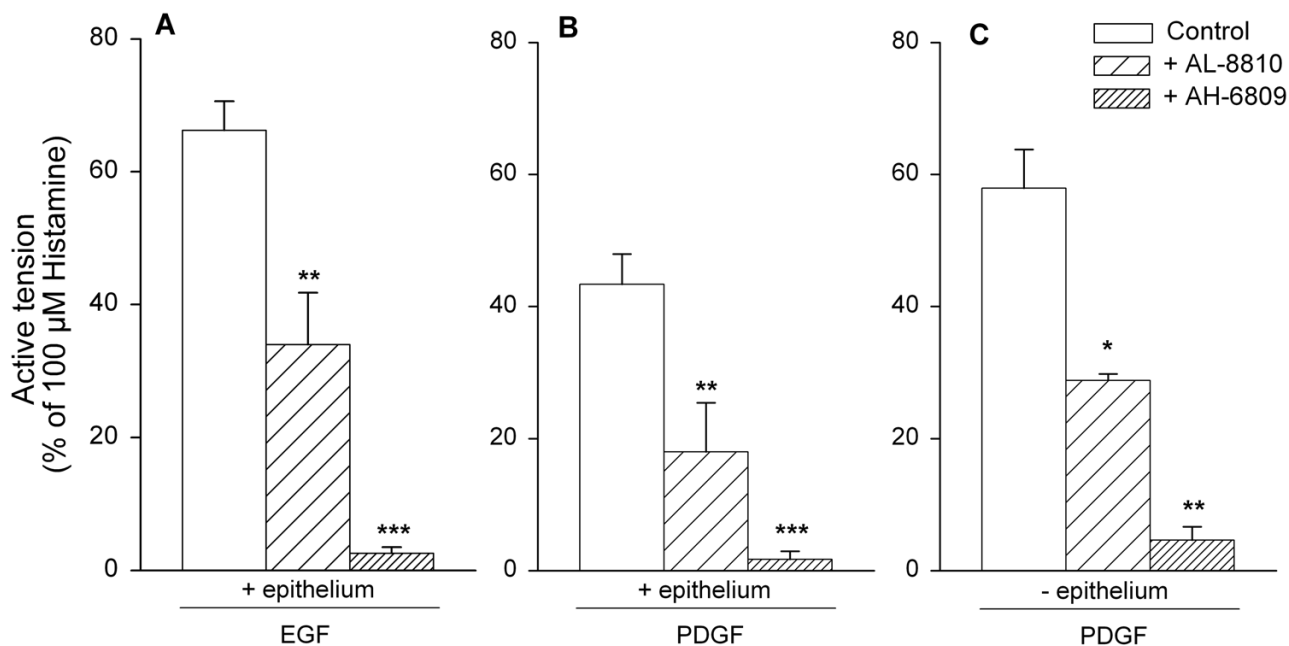 A
B
C
Control
+ AL-8810
+ AH-6809
Active tension
(% of 100 µM Histamine)
80
60
40
20
0
**
***
+ epithelium
EGF
80
60
40
20
0
**
***
+ epithelium
PDGF
80
60
40
20
0
*
**
- epithelium
PDGF